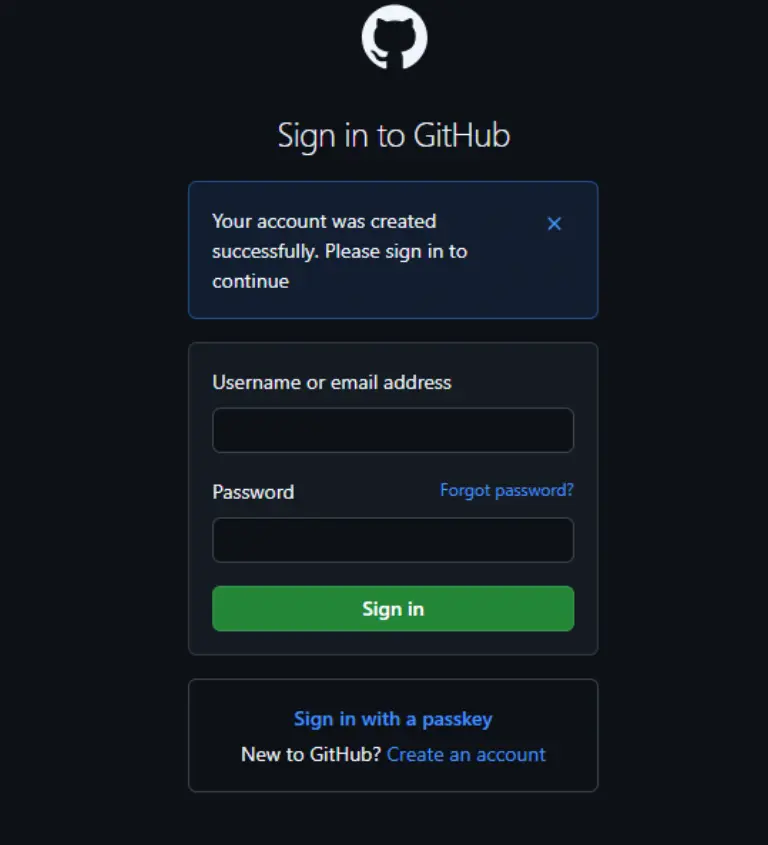 Sign in to GitHub
Your account was created
successfully. Please sign in to
continue
Username or email address
Password Forgot password?
Sign in
Sign in with a passkey
New to GitHub? Create an account